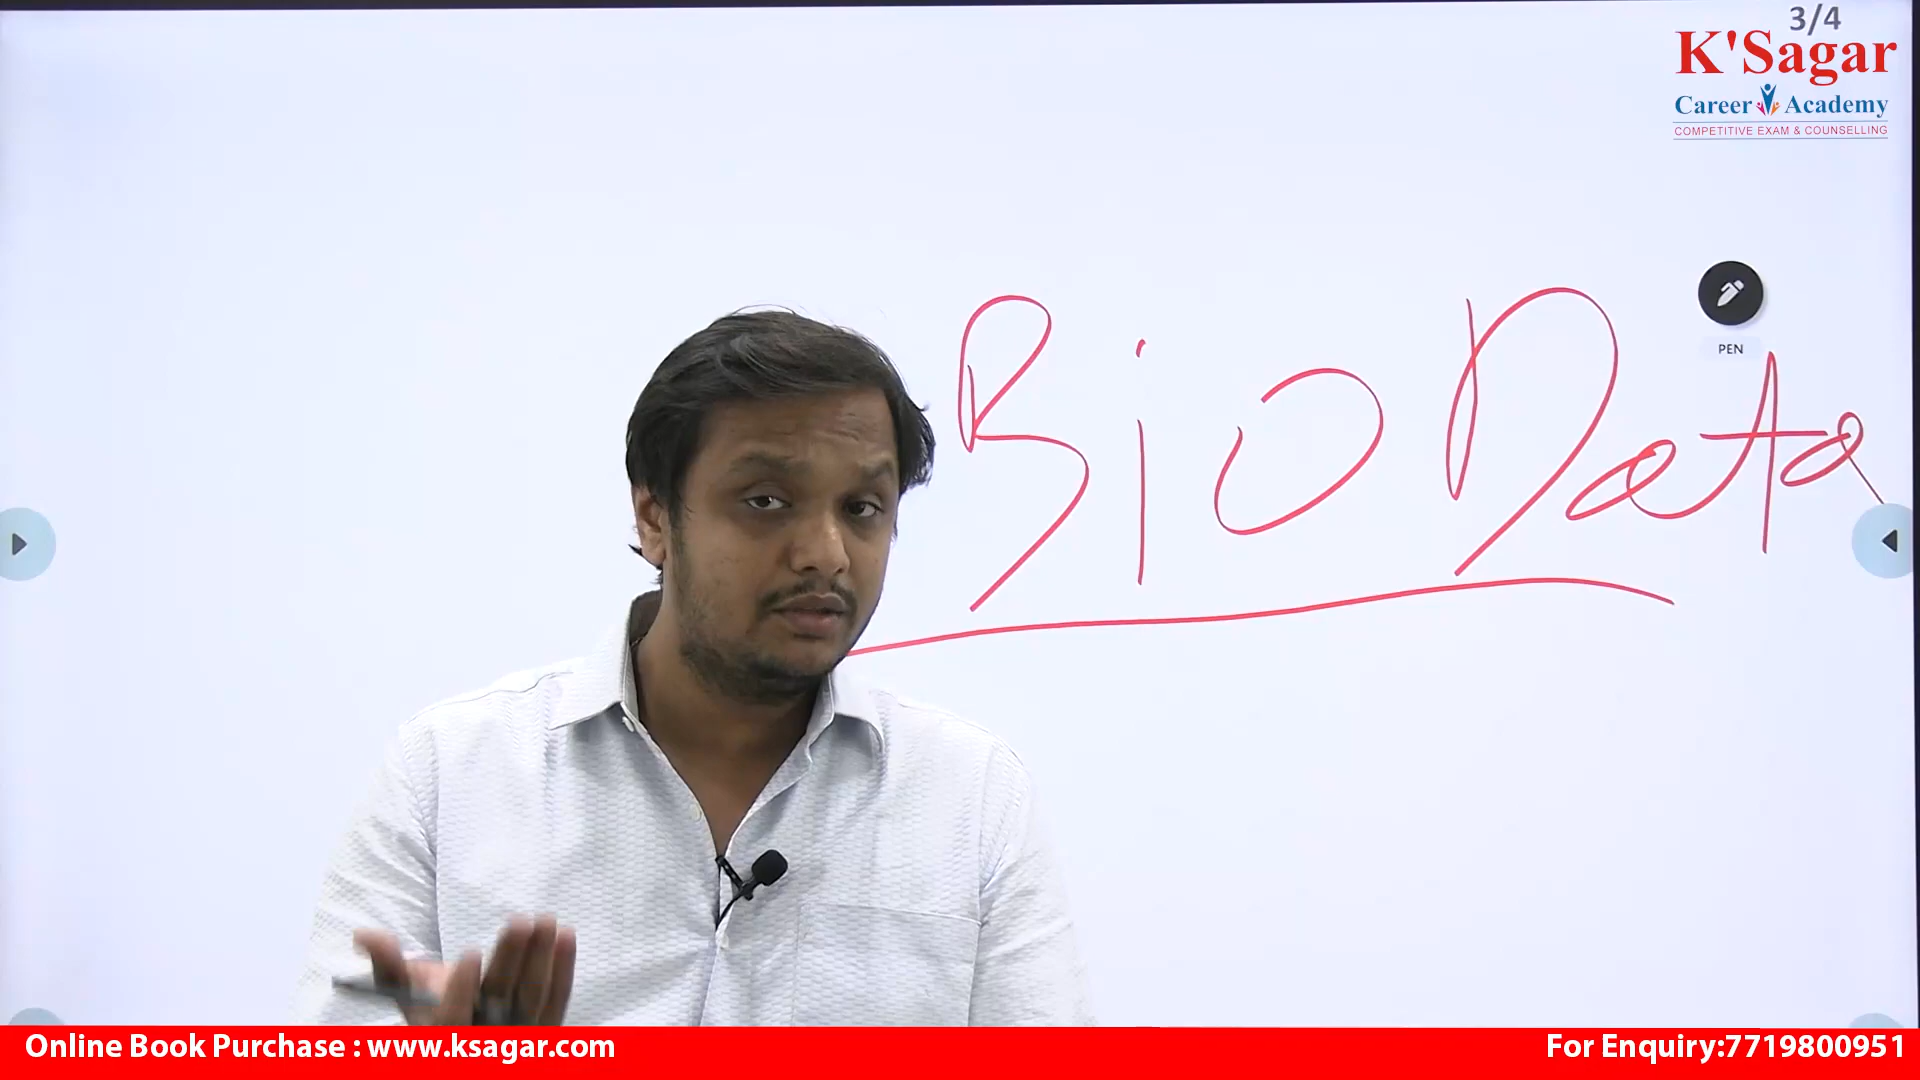 3/4
K'Sagar
Career Academy
COMPETITIVE EXAM & COUNSELLING
PEN
Bio Data
Online Book Purchase : www.ksagar.com
For Enquiry:7719800951